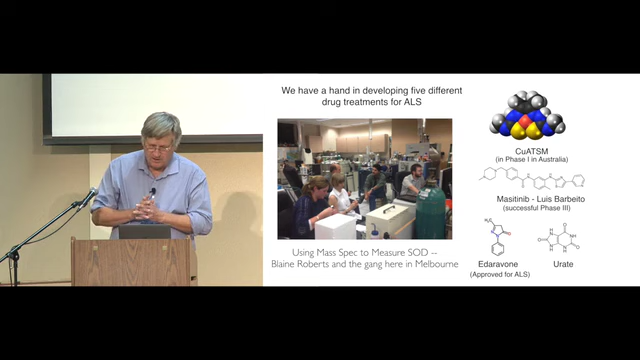 We have a hand in developing five different
drug treatments for ALS
CuATSM
(in Phase I in Australia)
Masitinib - Luis Barbeito
(successful Phase III)
Using Mass Spec to Measure SOD --
Blaine Roberts and the gang here in Melbourne
Edaravone
(Approved for ALS)
Urate